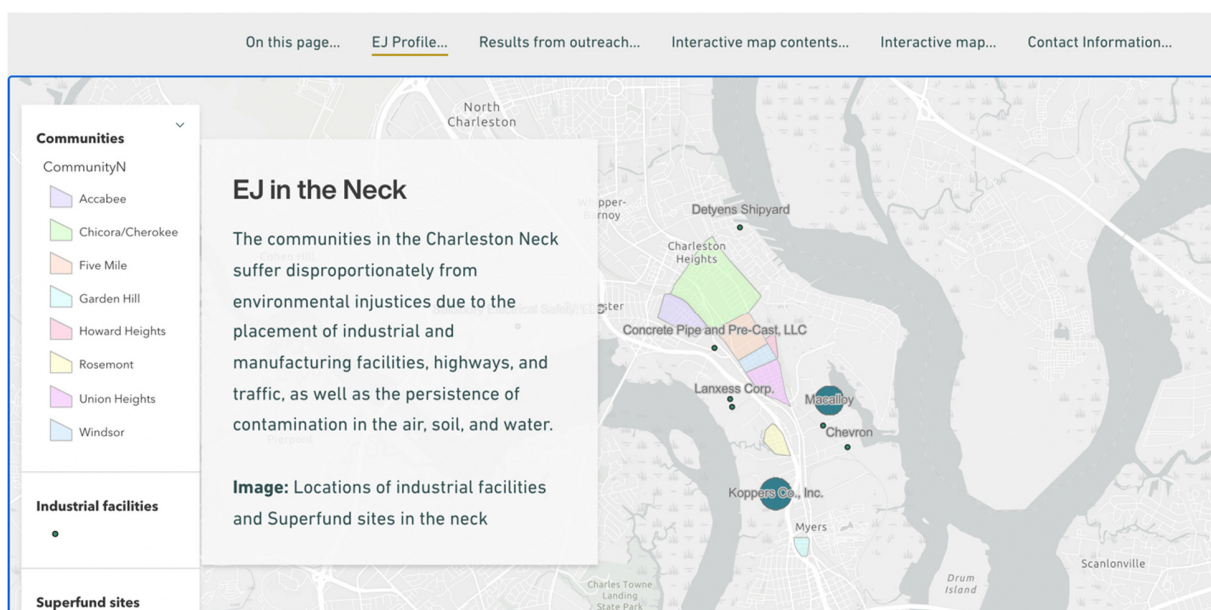 On this page...
EJ Profile...
Results from outreach...
Interactive map contents...
Interactive map...
Contact Information...
Communities
CommunityN
Accabee
Chicora/Cherokee
Five Mile
Garden Hill
Howard Heights
Rosemont
Union Heights
Windsor
Industrial facilities
Superfund sites
EJ in the Neck
The communities in the Charleston Neck
suffer disproportionately from
environmental injustices due to the
placement of industrial and
manufacturing facilities, highways, and
traffic, as well as the persistence of
contamination in the air, soil, and water.
Image: Locations of industrial facilities
and Superfund sites in the neck
North
Charleston
Detyens Shipyard
Charleston
Heights
Concrete Pipe and Pre-Cast, LLC
Lanxess Corp.
Macalloy
Chevron
Koppers Co., Inc.
Myers
Charles Towne
Landing
State Park
Drum
Island
Scanlonville